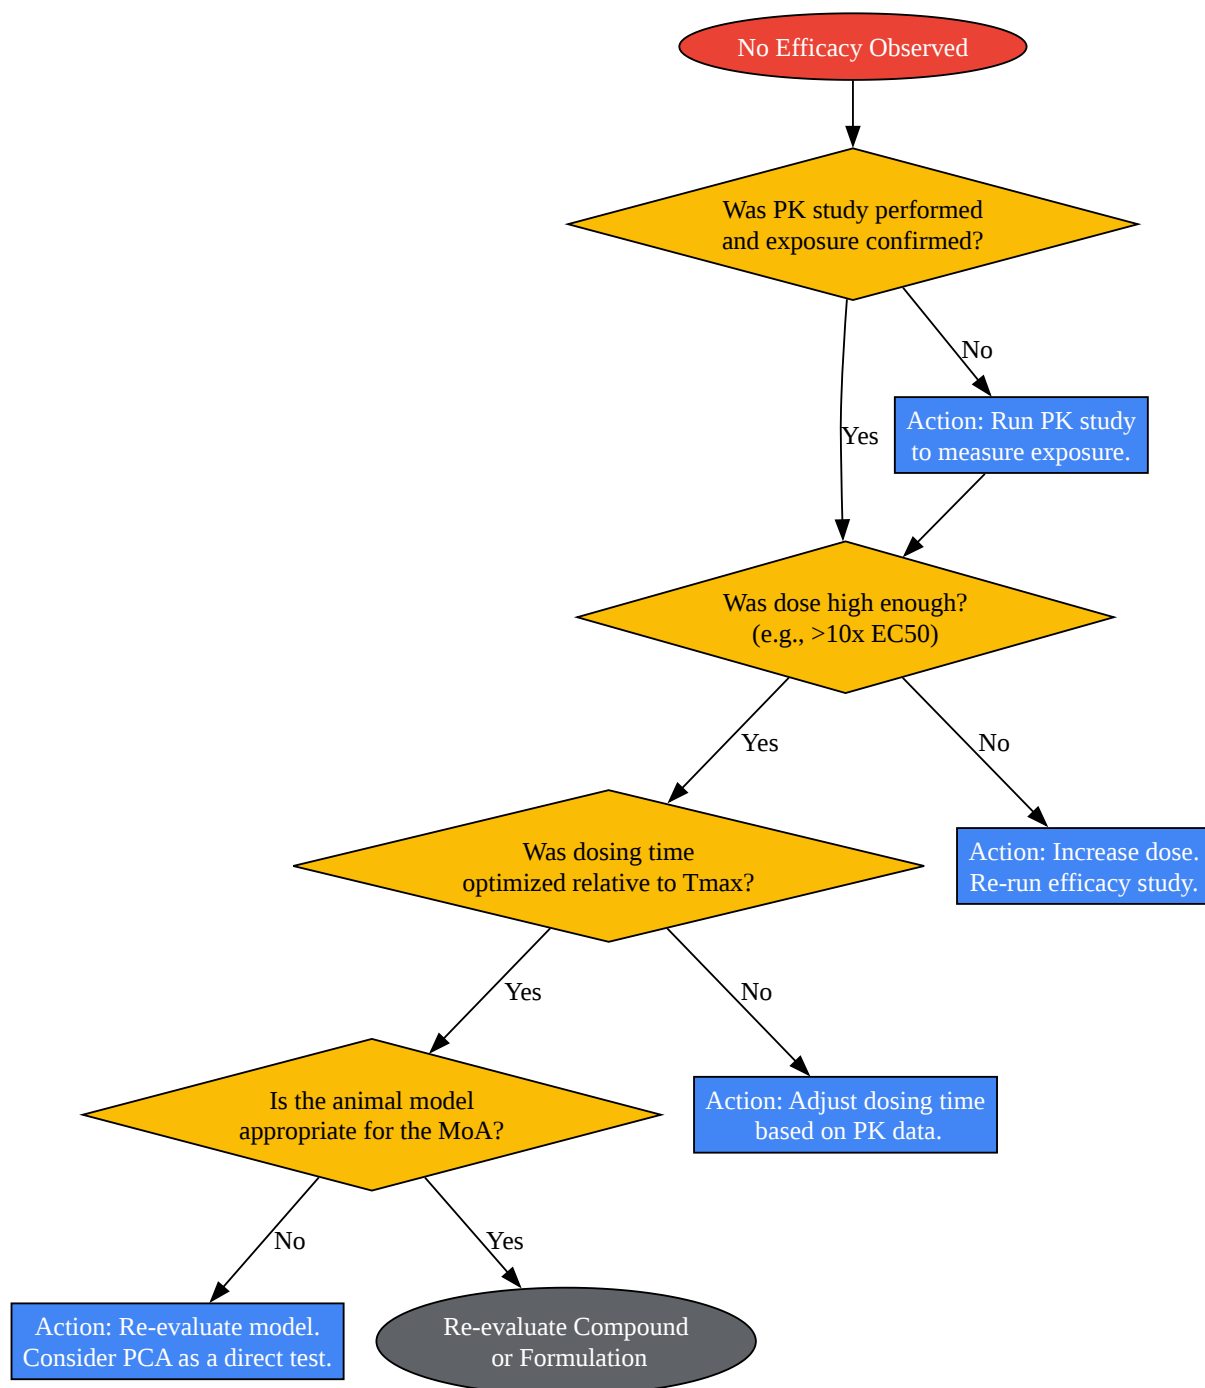 No Efficacy Observed
Was PK study performed
and exposure confirmed?
No
Action: Run PK study
to measure exposure.
Yes
Was dose high enough?
(e.g., >10x EC50)
Yes
No
Was dosing time
optimized relative to Tmax?
Action: Increase dose.
Re-run efficacy study.
Yes
No
Is the animal model
appropriate for the MoA?
Action: Adjust dosing time
based on PK data.
No
Yes
Action: Re-evaluate model.
Consider PCA as a direct test.
Re-evaluate Compound
or Formulation